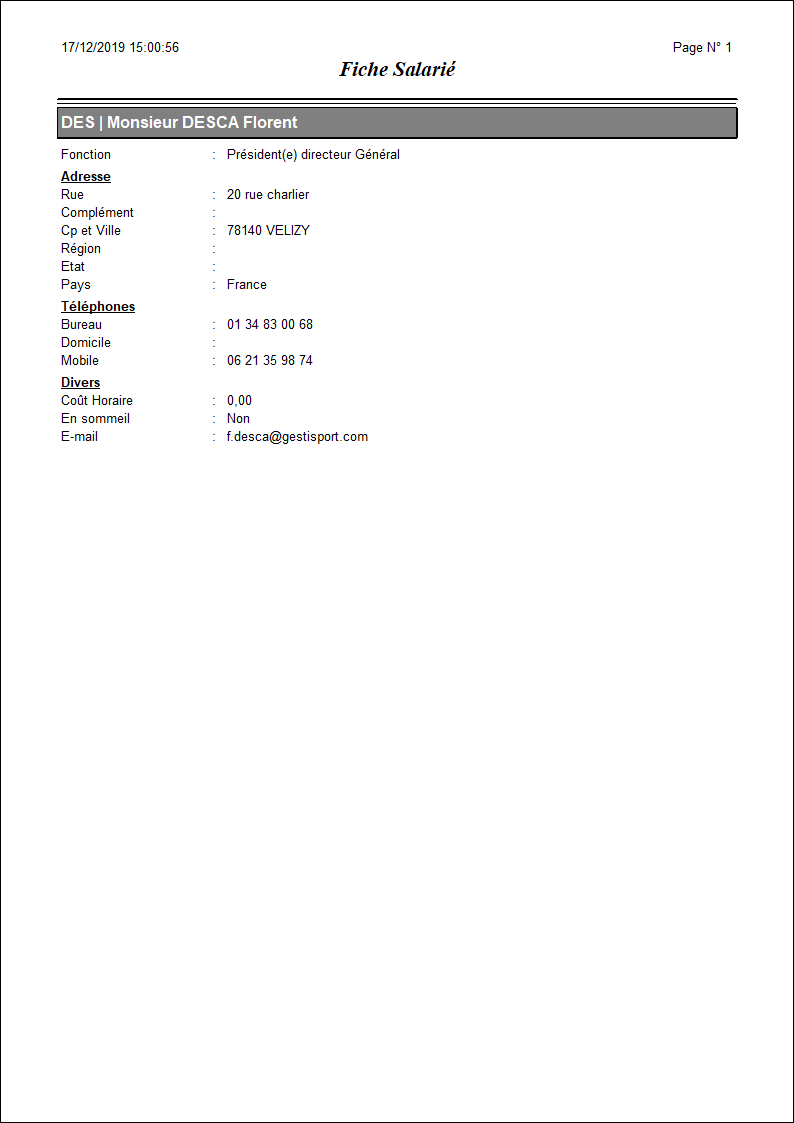 17/12/2019 15:00:56 Page N° 1
Fiche Salarié
DES | Monsieur DESCA Florent
Fonction : Président(e) directeur Général
Adresse
Rue : 20 rue charlier
Complément :
Cp et Ville : 78140 VELIZY
Région :
Etat :
Pays : France
Téléphones
Bureau : 01 34 83 00 68
Domicile :
Mobile : 06 21 35 98 74
Divers
Coût Horaire : 0,00
En sommeil : Non
E-mail : f.desca@gestisport.com